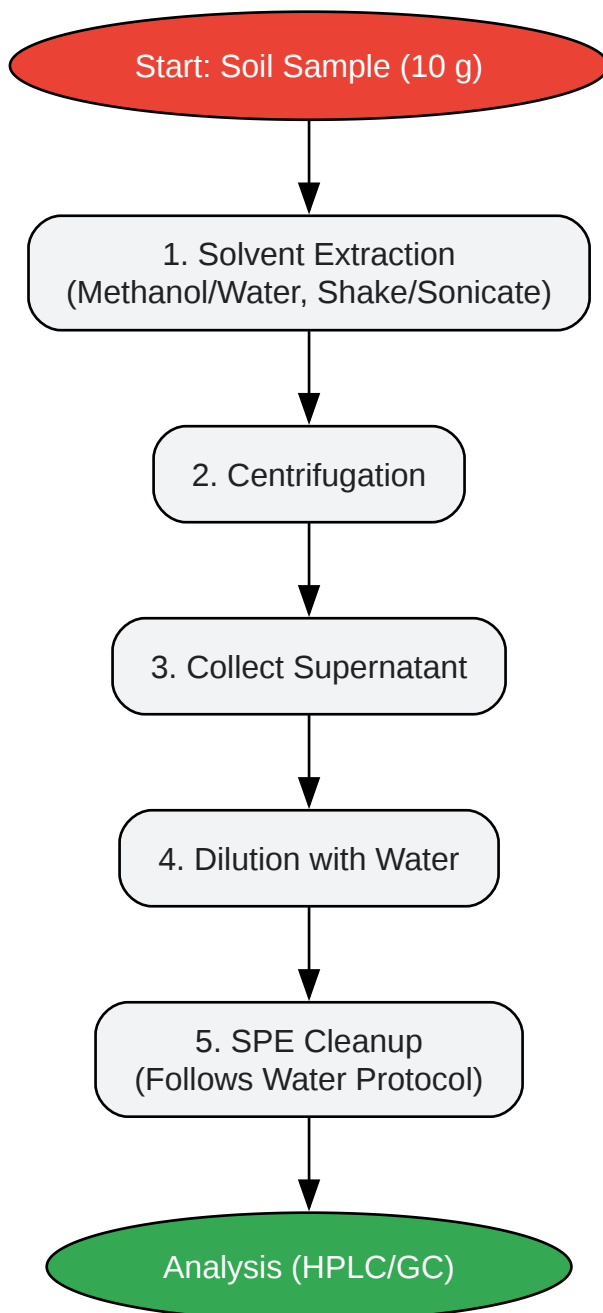 Start: Soil Sample (10 g)
1. Solvent Extraction
(Methanol/Water, Shake/Sonicate)
2. Centrifugation
3. Collect Supernatant
4. Dilution with Water
5. SPE Cleanup
(Follows Water Protocol)
Analysis (HPLC/GC)